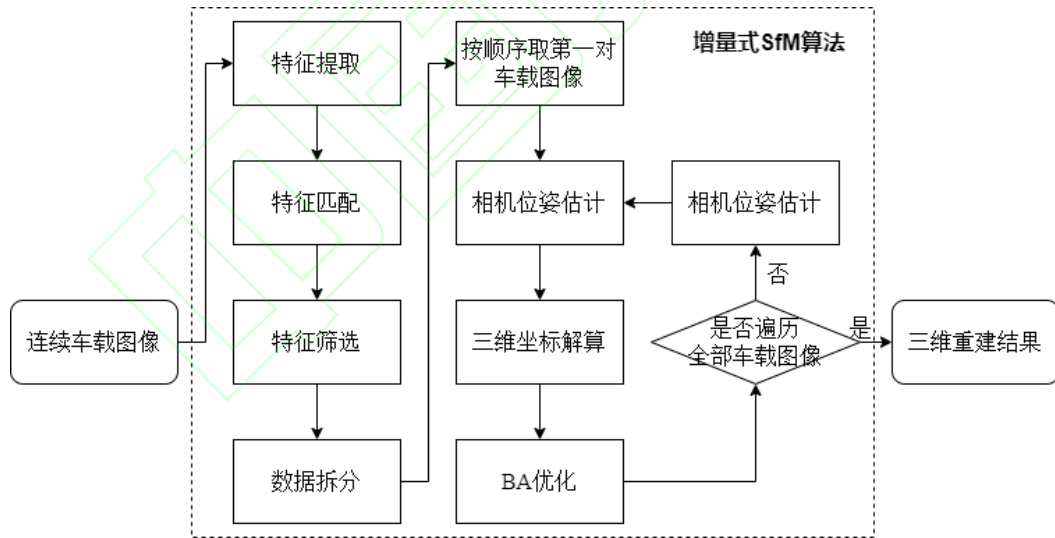 增量式SfM算法
连续车载图像
特征提取
特征匹配
特征筛选
数据拆分
按顺序取第一对
车载图像
相机位姿估计
三维坐标解算
BA优化
是否遍历
全部车载图像
否
相机位姿估计
是
三维重建结果